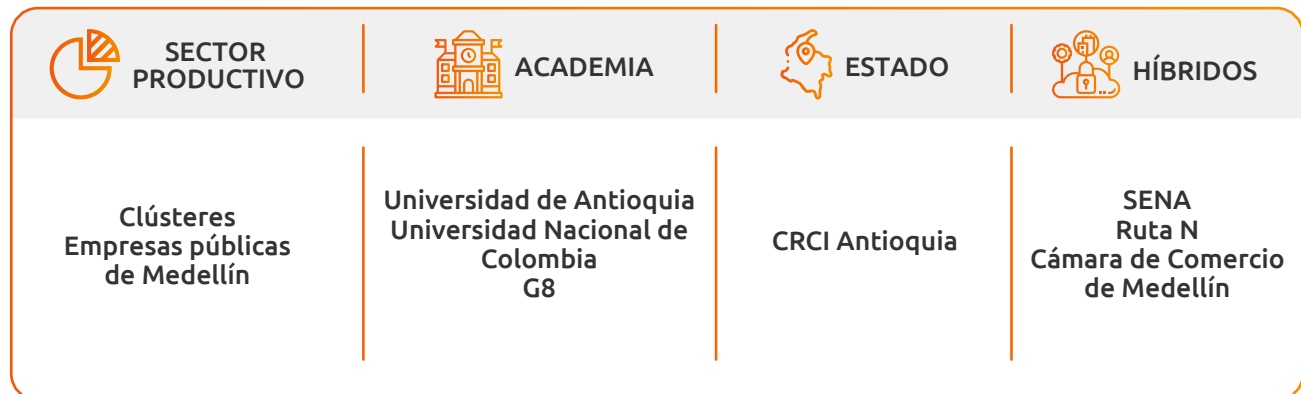 SECTOR
PRODUCTIVO
ACADEMIA
ESTADO
HÍBRIDOS
Clústeres
Empresas públicas
de Medellín
Universidad de Antioquia
Universidad Nacional de
Colombia
G8
CRCI Antioquia
SENA
Ruta N
Cámara de Comercio
de Medellín